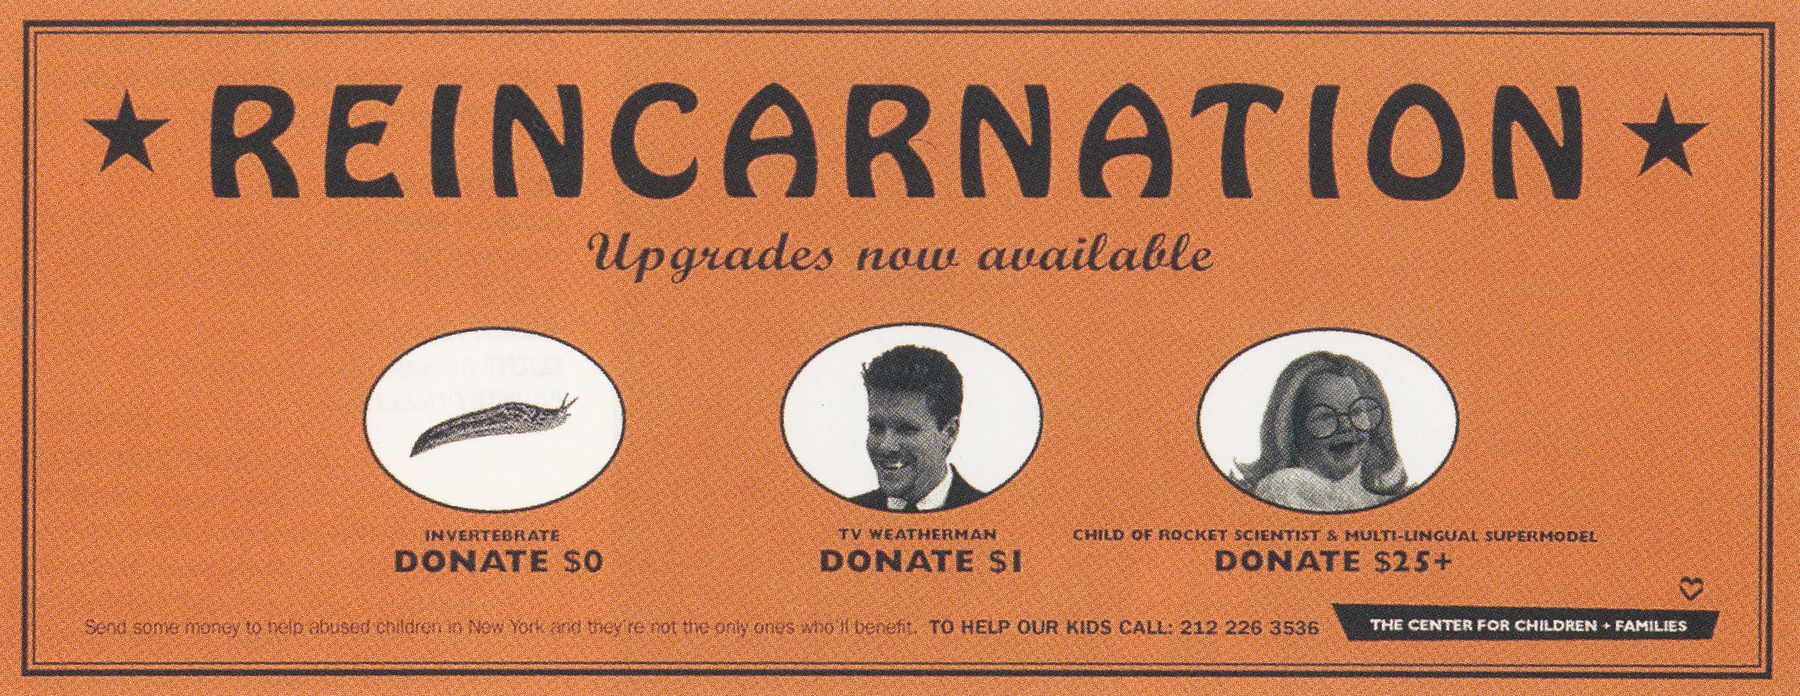 REINCARNATION
Upgrades now available
INVERTEBRATE
DONATE $0
TV WEATHERMAN
DONATE $1
CHILD OF ROCKET SCIENTIST & MULTI-LINGUAL SUPERMODEL
DONATE $25+
Send some money to help abused children in New York and they're not the only ones who'll benefit. TO HELP OUR KIDS CALL: 212 226 3536
THE CENTER FOR CHILDREN + FAMILIES